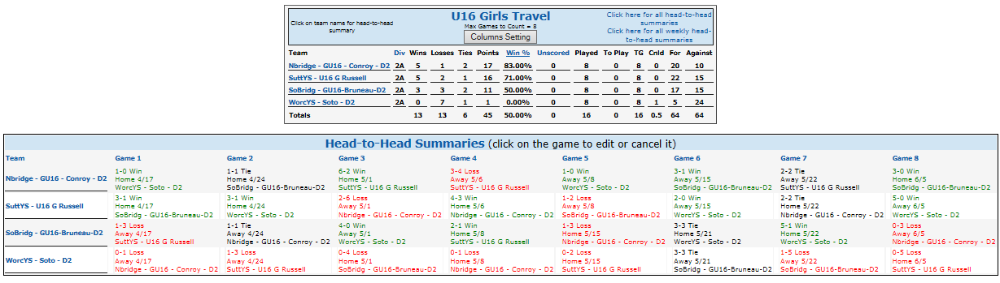 Click on team name for head-to-head summary
U16 Girls Travel
Max Games to Count = 8
Columns Setting
Click here for all head-to-head summaries
Click here for all weekly head-to-head summaries
Team Div Wins Losses Ties Points Win % Unscored Played To Play TG Cnld For Against
Nbridge - GU16 - Conroy - D2 2A 5 1 2 17 83.00% 0 8 0 8 0 20 10
SuttYS - U16 G Russell 2A 5 2 1 16 71.00% 0 8 0 8 0 22 15
SoBridg - GU16-Bruneau-D2 2A 3 3 2 11 50.00% 0 8 0 8 0 17 15
WorcYS - Soto - D2 2A 0 7 1 1 0.00% 0 8 0 8 1 5 24
Totals 13 13 6 45 50.00% 0 16 0 16 0.5 64 64
Head-to-Head Summaries (click on the game to edit or cancel it)
Team Game 1 Game 2 Game 3 Game 4 Game 5 Game 6 Game 7 Game 8
1-0 Win 1-1 Tie 6-2 Win 3-4 Loss 1-0 Win 3-1 Win 2-2 Tie 3-0 Win
Nbridge - GU16 - Conroy - D2 Home 4/17 Home 4/24 Home 5/1 Away 5/6 Away 5/8 Away 5/15 Away 5/22 Home 6/5
WorcYS - Soto - D2 SoBridg - GU16-Bruneau-D2 SuttYS - U16 G Russell SuttYS - U16 G Russell WorcYS - Soto - D2 SoBridg - GU16-Bruneau-D2 SuttYS - U16 G Russell SoBridg - GU16-Bruneau-D2
3-1 Win 3-1 Win 2-6 Loss 4-3 Win 1-2 Loss 2-0 Win 2-2 Tie 5-0 Win
SuttYS - U16 G Russell Home 4/17 Home 4/24 Away 5/1 Home 5/6 Away 5/8 Away 5/15 Home 5/22 Away 6/5
SoBridg - GU16-Bruneau-D2 WorcYS - Soto - D2 Nbridge - GU16 - Conroy - D2 Nbridge - GU16 - Conroy - D2 SoBridg - GU16-Bruneau-D2 WorcYS - Soto - D2 Nbridge - GU16 - Conroy - D2 WorcYS - Soto - D2
1-3 Loss 1-1 Tie 4-0 Win 2-1 Win 1-3 Loss 3-3 Tie 5-1 Win 0-3 Loss
SoBridg - GU16-Bruneau-D2 Away 4/17 Away 4/24 Away 5/1 Home 5/8 Home 5/15 Home 5/21 Home 5/22 Away 6/5
SuttYS - U16 G Russell Nbridge - GU16 - Conroy - D2 WorcYS - Soto - D2 SuttYS - U16 G Russell Nbridge - GU16 - Conroy - D2 WorcYS - Soto - D2 WorcYS - Soto - D2 Nbridge - GU16 - Conroy - D2
0-1 Loss 1-3 Loss 0-4 Loss 0-1 Loss 0-2 Loss 3-3 Tie 1-5 Loss 0-5 Loss
WorcYS - Soto - D2 Away 4/17 Away 4/24 Home 5/1 Home 5/8 Home 5/15 Away 5/21 Away 5/22 Home 6/5
Nbridge - GU16 - Conroy - D2 SuttYS - U16 G Russell SoBridg - GU16-Bruneau-D2 Nbridge - GU16 - Conroy - D2 SuttYS - U16 G Russell SoBridg - GU16-Bruneau-D2 SoBridg - GU16-Bruneau-D2 SuttYS - U16 G Russell